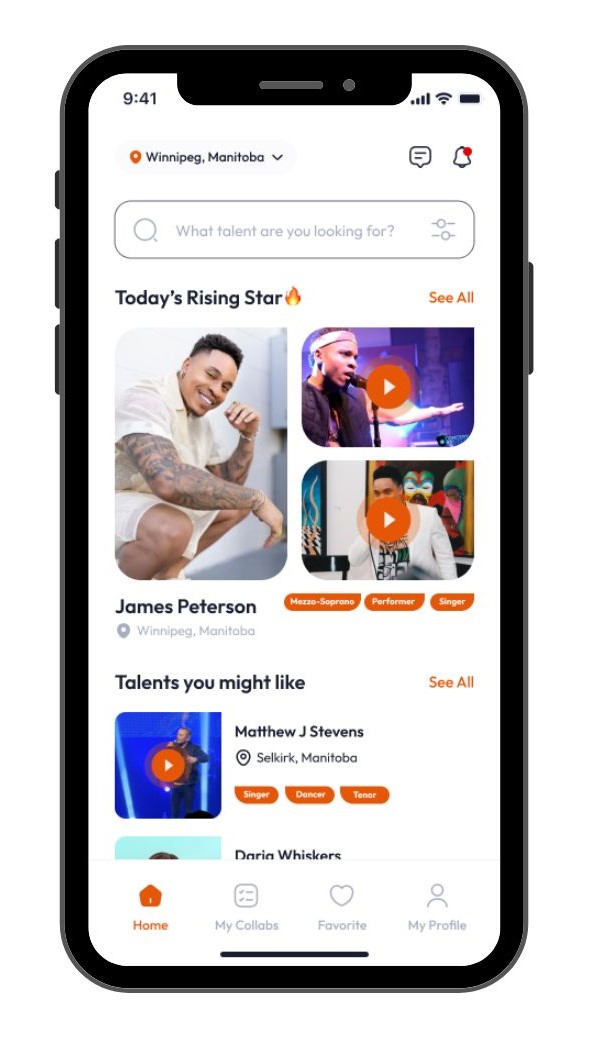 9:41
Winnipeg, Manitoba
What talent are you looking for?
Today's Rising Star🔥 See All
James Peterson
Mezzo-Soprano Performer Singer
Winnipeg, Manitoba
Talents you might like See All
Matthew J Stevens
Selkirk, Manitoba
Singer Dancer Tenor
Daria Whiskers
Home My Collabs Favorite My Profile